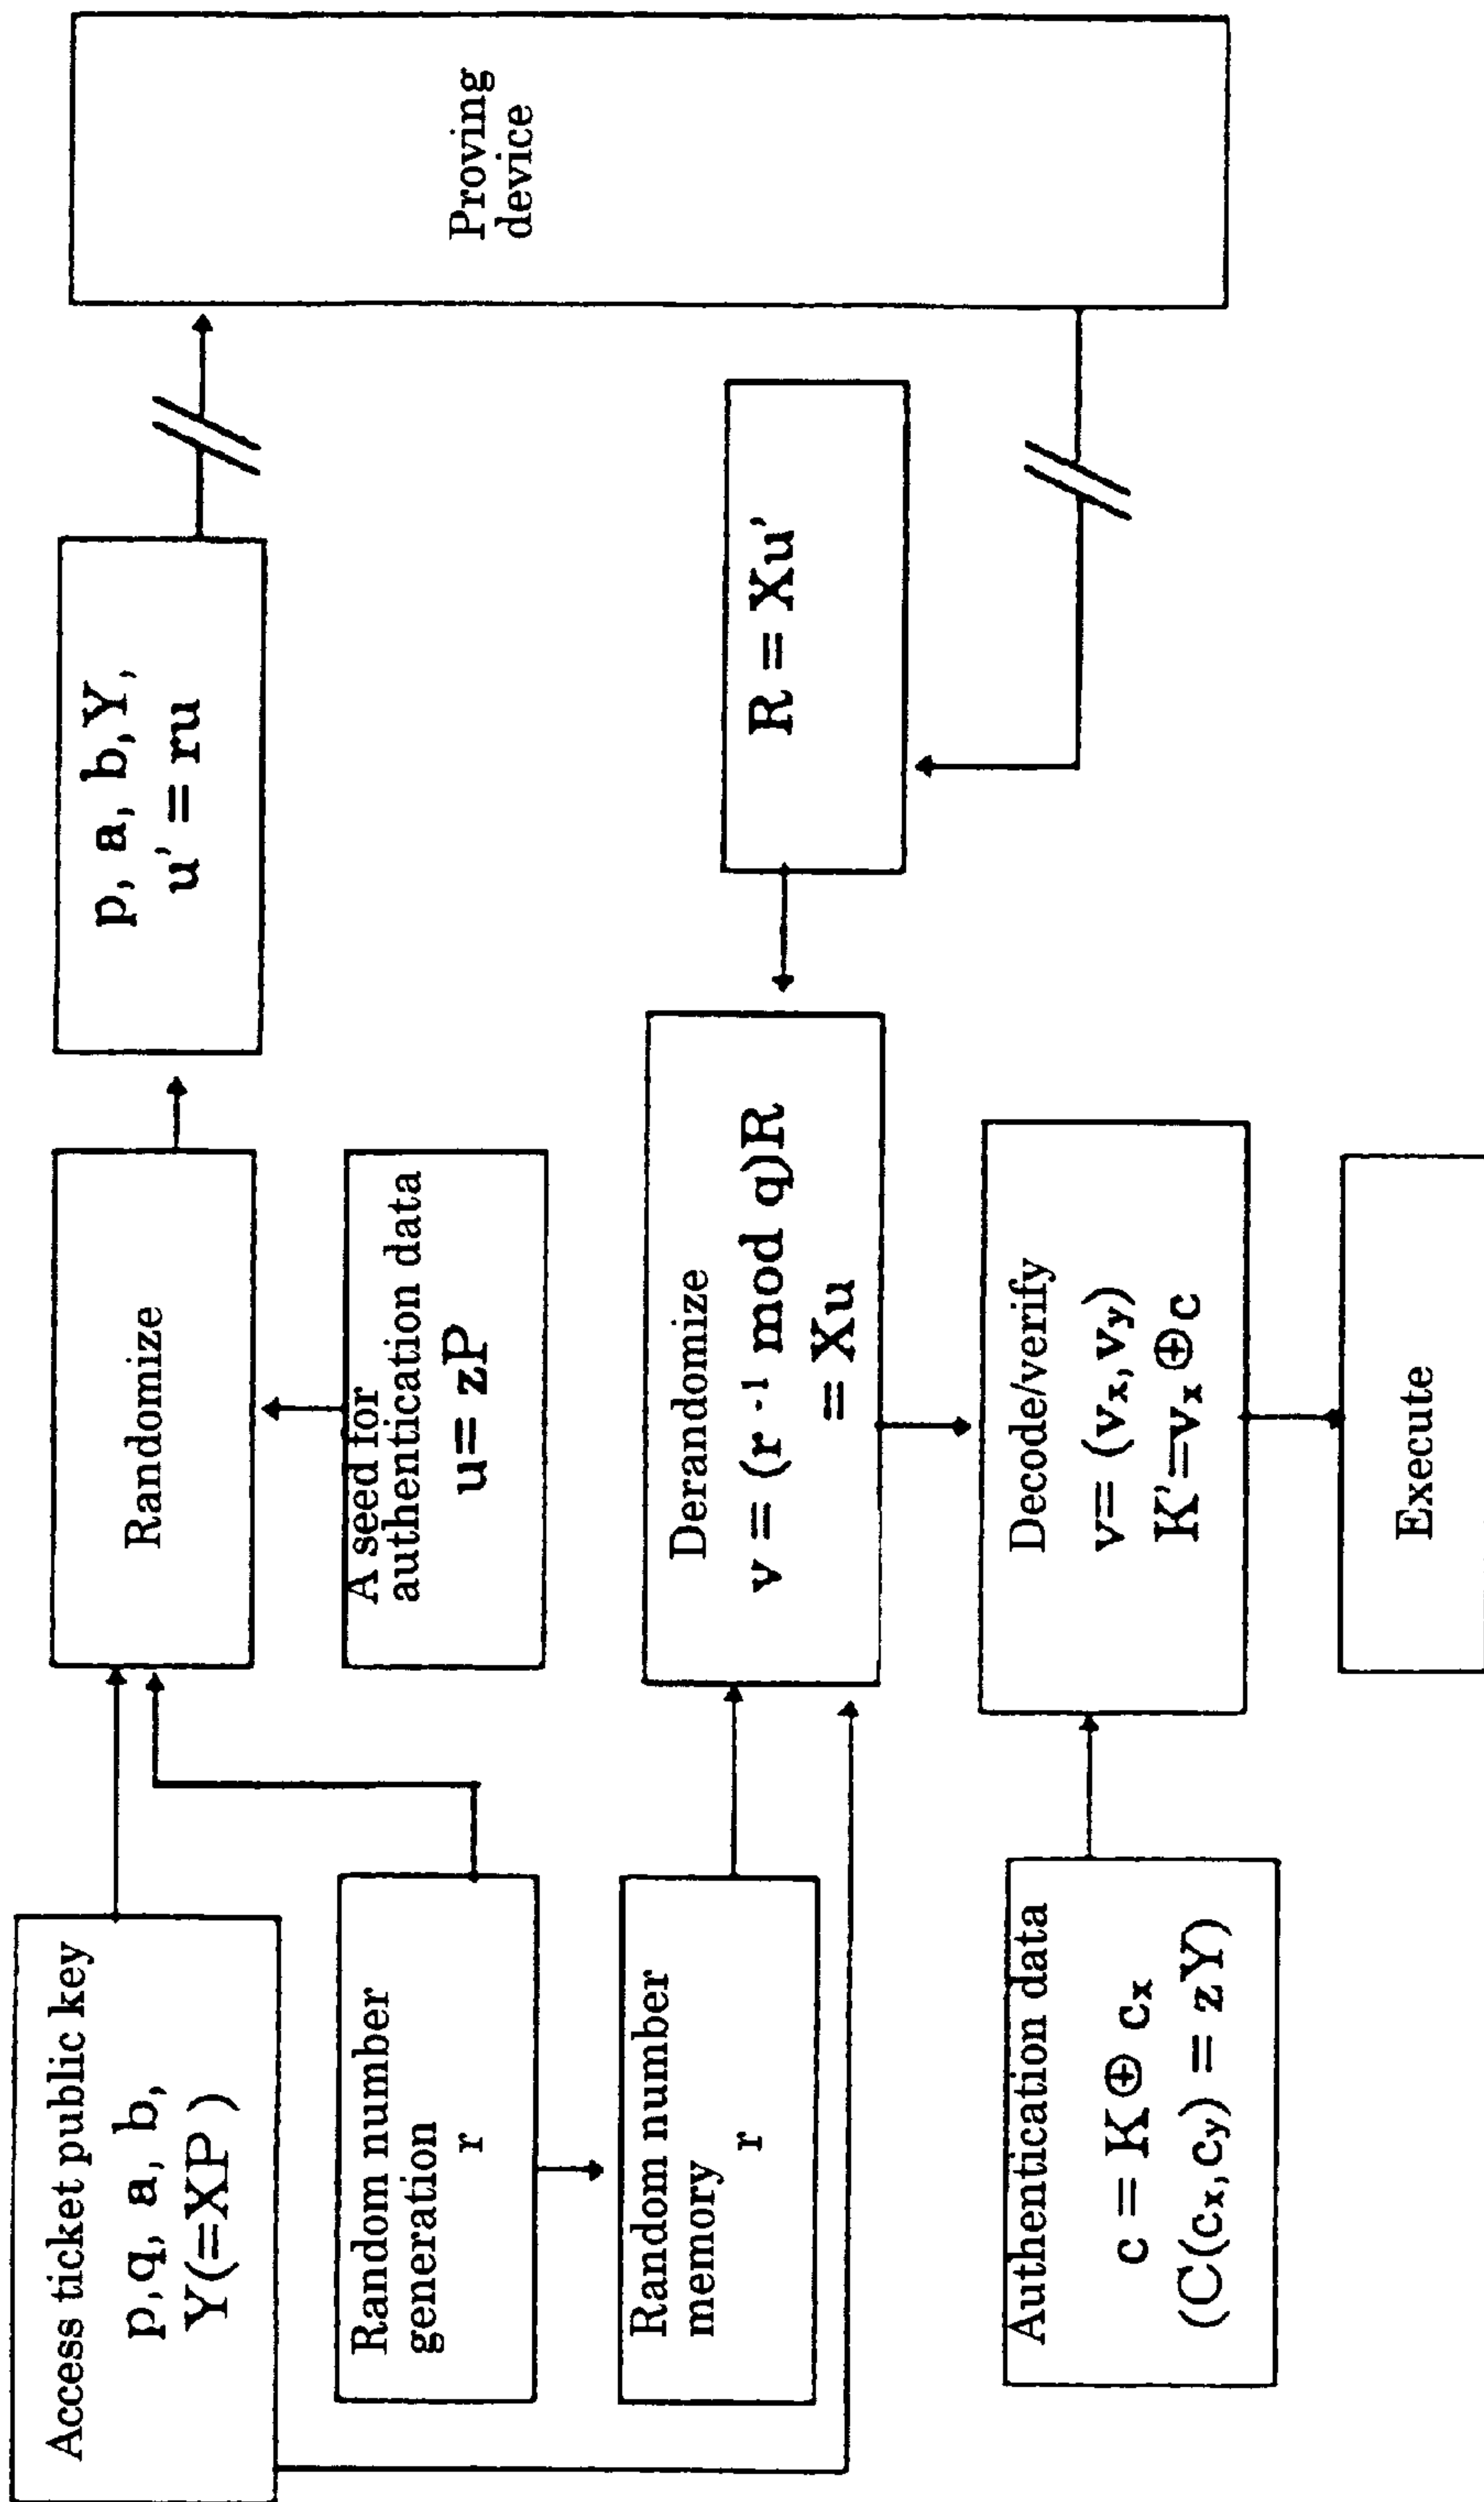 Access ticket public key
p, q, a, b,
Y(=XP)
Randomize
p, a, b, Y,
u' = ru
Proving
device
Random number
generation
r
A seed for
authentication data
u = zP
Random number
memory
r
Derandomize
v = (r⁻¹ mod q)R
= Xu
R = Xu'
Authentication data
c = K ⊕ cₓ
(C(cₓ, cy) = zY)
Decode/verify
v=(vₓ, vy)
K'=vₓ⊕c
Execute